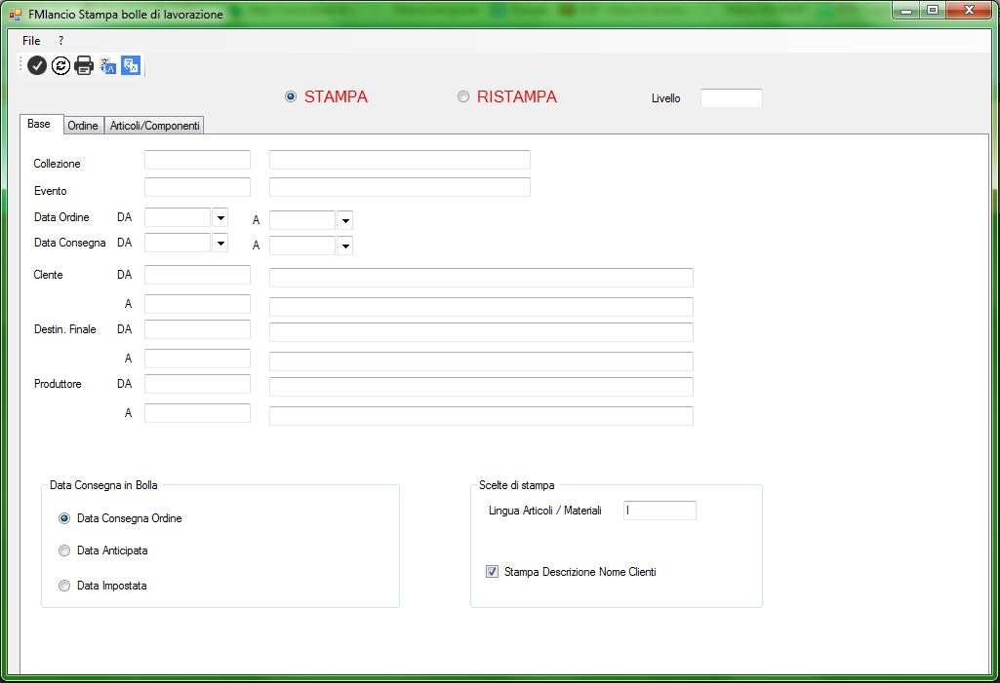 FMlancio Stampa bolle di lavorazione
File ?
STAMPA RISTAMPA Livello
Base Ordine Articoli/Componenti
Collezione
Evento
Data Ordine DA A
Data Consegna DA A
Clente DA
A
Destin. Finale DA
A
Produttore DA
A
Data Consegna in Bolla Scelte di stampa
Lingua Articoli / Materiali I
Data Consegna Ordine
Data Anticipata
Stampa Descrizione Nome Clienti
Data Impostata